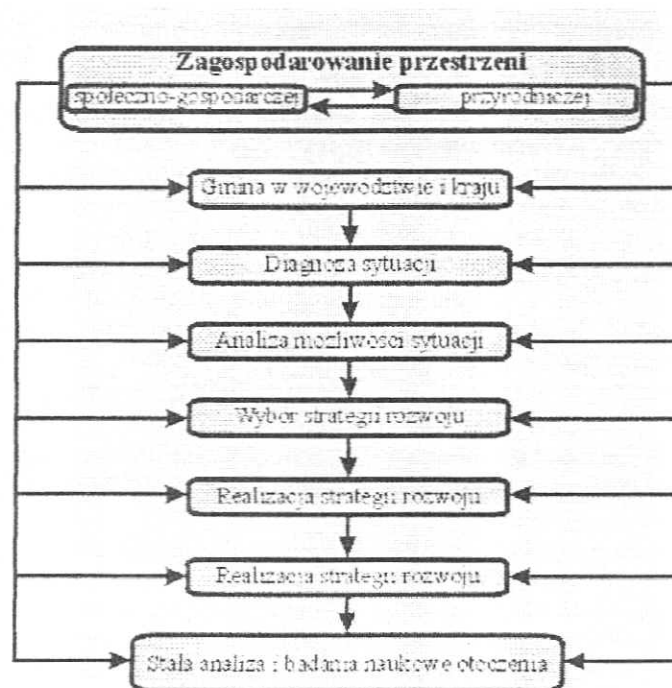 Zagospodarowanie przestrzeni
społeczno-gospodarczej
przyrodniczej
Gmina w województwie i kraju
Diagnoza sytuacji
Analiza możliwości sytuacji
Wybór strategii rozwoju
Realizacja strategii rozwoju
Realizacja strategii rozwoju
Stała analiza i badania naukowe otoczenia